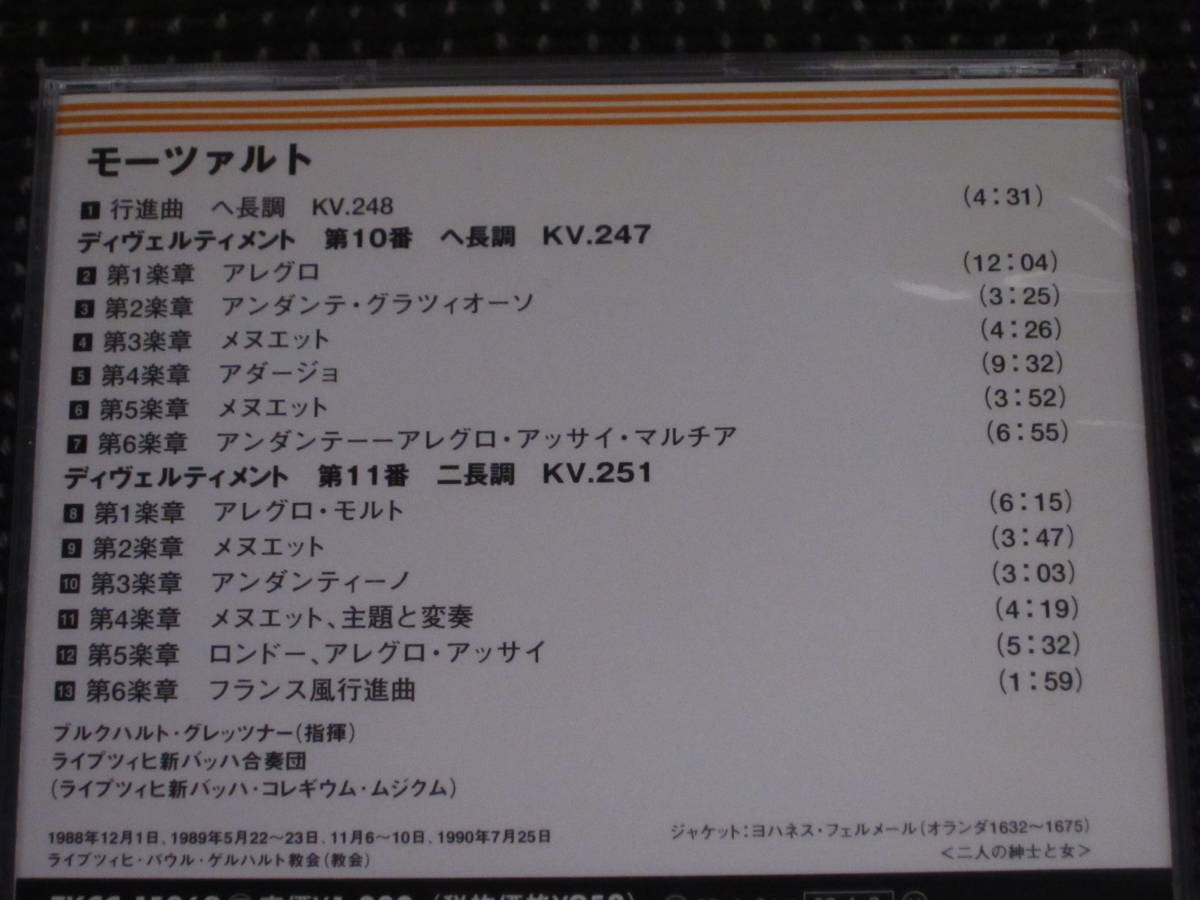 モーツァルト
1 行進曲 ヘ長調 KV.248 (4:31)
ディヴェルティメント 第10番 ヘ長調 KV.247
2 第1楽章 アレグロ (12:04)
3 第2楽章 アンダンテ・グラツィオーソ (3:25)
4 第3楽章 メヌエット (4:26)
5 第4楽章 アダージョ (9:32)
6 第5楽章 メヌエット (3:52)
7 第6楽章 アンダンテーーアレグロ・アッサイ・マルチア (6:55)
ディヴェルティメント 第11番 ニ長調 KV.251
8 第1楽章 アレグロ・モルト (6:15)
9 第2楽章 メヌエット (3:47)
10 第3楽章 アンダンティーノ (3:03)
11 第4楽章 メヌエット、主題と変奏 (4:19)
12 第5楽章 ロンドー、アレグロ・アッサイ (5:32)
13 第6楽章 フランス風行進曲 (1:59)
ブルクハルト・グレッツナー(指揮)
ライプツィヒ新バッハ合奏団
(ライプツィヒ新バッハ・コレギウム・ムジクム)
1988年12月1日、1989年5月22〜23日、11月6〜10日、1990年7月25日
ライプツィヒ・パウル・ゲルハルト教会(教会)
ジャケット:ヨハネス・フェルメール(オランダ1632〜1675)
<二人の紳士と女>